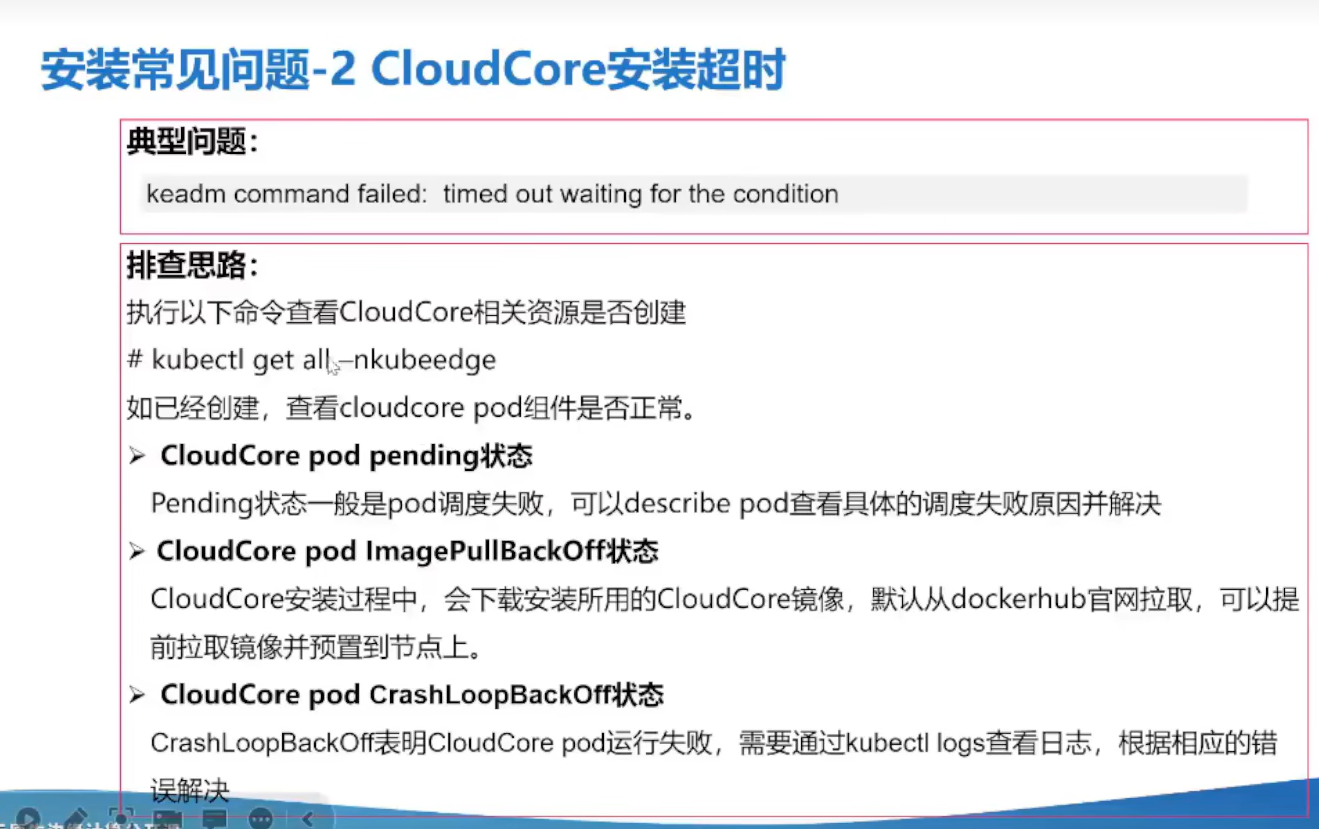 安装常见问题-2 CloudCore安装超时
典型问题：
keadm command failed:  timed out waiting for the condition
排查思路：
执行以下命令查看CloudCore相关资源是否创建
# kubectl get all –nkubeedge
如已经创建，查看cloudcore pod组件是否正常。
➢ CloudCore pod pending状态
Pending状态一般是pod调度失败，可以describe pod查看具体的调度失败原因并解决
➢ CloudCore pod ImagePullBackOff状态
CloudCore安装过程中，会下载安装所用的CloudCore镜像，默认从dockerhub官网拉取，可以提
前拉取镜像并预置到节点上。
➢ CloudCore pod CrashLoopBackOff状态
CrashLoopBackOff表明CloudCore pod运行失败，需要通过kubectl logs查看日志，根据相应的错
误解决